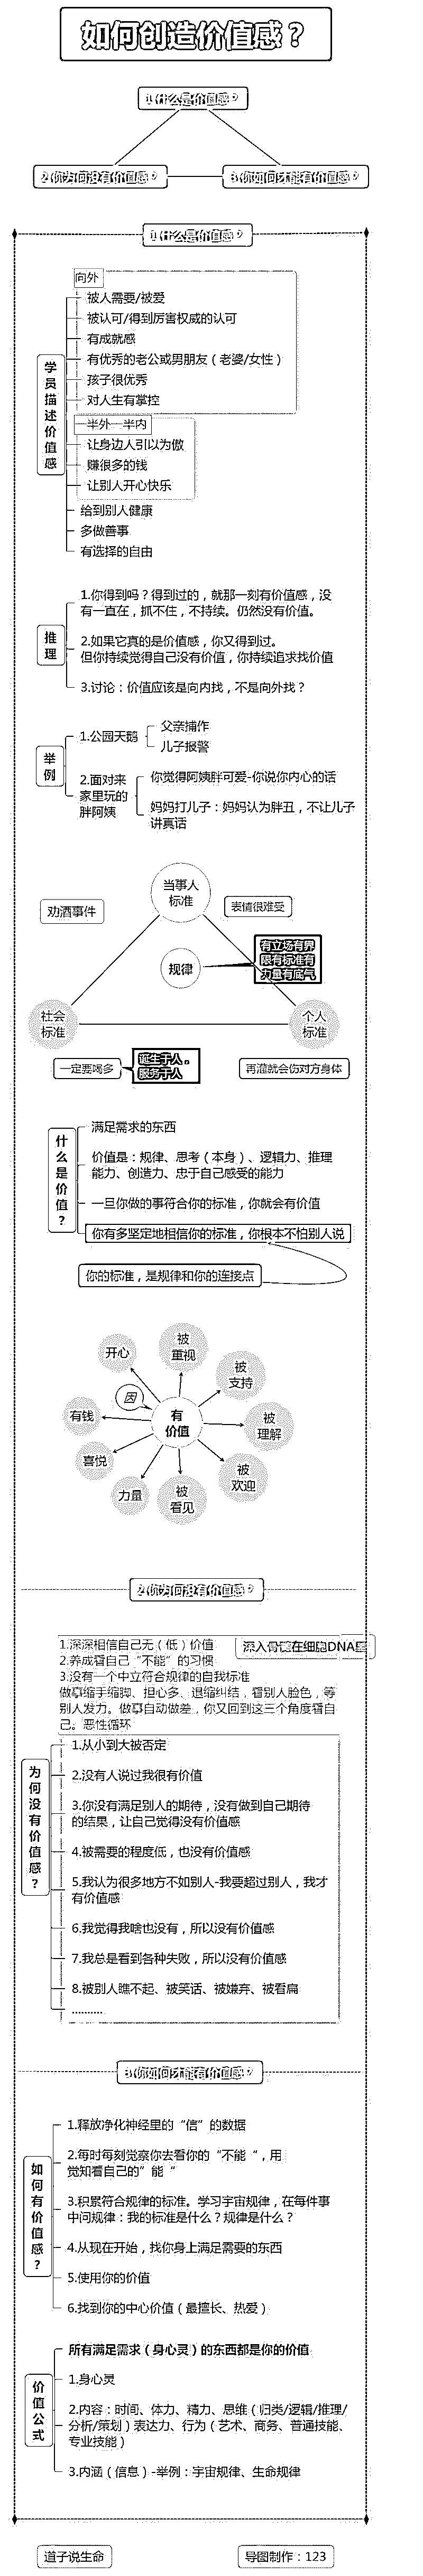 如何创造价值感？
1.什么是价值感？
2.你为何没有价值感？
3.你如何才能有价值感？
1.什么是价值感？
学员描述价值感
向外
被人需要/被爱
被认可/得到厉害权威的认可
有成就感
有优秀的老公或男朋友（老婆/女性）
孩子很优秀
对人生有掌控
一半外一半内
让身边人引以为傲
赚很多的钱
让别人开心快乐
给到别人健康
多做善事
有选择的自由
推理
1.你得到吗？得到过的，就那一刻有价值感，没
有一直在，抓不住，不持续。仍然没有价值。
2.如果它真的是价值感，你又得到过。
但你持续觉得自己没有价值，你持续追求找价值
3.讨论：价值应该是向内找，不是向外找？
举例
1.公园天鹅
父亲捕作
儿子报警
2.面对来
家里玩的
胖阿姨
你觉得阿姨胖可爱-你说你内心的话
妈妈打儿子：妈妈认为胖丑，不让儿子
讲真话
当事人
标准
劝酒事件
表情很难受
规律
有立场有界
限有标准有
力量有底气
社会
标准
个人
标准
一定要喝多
诞生于人。
服务于人
再灌就会伤对方身体
什么是价值？
满足需求的东西
价值是：规律、思考（本身）、逻辑力、推理
能力、创造力、忠于自己感受的能力
一旦你做的事符合你的标准，你就会有价值
你有多坚定地相信你的标准，你根本不怕别人说
你的标准，是规律和你的连接点
开心
被
重视
被
支持
因
有钱
有
价值
被
理解
喜悦
被
欢迎
力量
被
看见
2.你为何没有价值感？
1.深深相信自己无（低）价值
深入骨髓在细胞DNA里
2.养成看自己“不能”的习惯
3.没有一个中立符合规律的自我标准
做事缩手缩脚、担心多、退缩纠结，看别人脸色，等
别人发力。做事自动做差，你又回到这三个角度看自
己。恶性循环
为何没有价值感？
1.从小到大被否定
2.没有人说过我很有价值
3.你没有满足别人的期待，没有做到自己期待
的结果，让自己觉得没有价值感
4.被需要的程度低，也没有价值感
5.我认为很多地方不如别人-我要超过别人，我才
有价值感
6.我觉得我啥也没有，所以没有价值感
7.我总是看到各种失败，所以没有价值感
8.被别人瞧不起、被笑话、被嫌弃、被看扁
..........
3.你如何才能有价值感？
如何有价值感？
1.释放净化神经里的“信”的数据
2.每时每刻觉察你去看你的“不能“，用
觉知看自己的”能“
3.积累符合规律的标准。学习宇宙规律，在每件事
中问规律：我的标准是什么？规律是什么？
4.从现在开始，找你身上满足需要的东西
5.使用你的价值
6.找到你的中心价值（最擅长、热爱）
价值公式
所有满足需求（身心灵）的东西都是你的价值
1.身心灵
2.内容：时间、体力、精力、思维（归类/逻辑/推理/
分析/策划）表达力、行为（艺术、商务、普通技能、
专业技能）
3.内涵（信息）-举例：宇宙规律、生命规律
道子说生命
导图制作：123